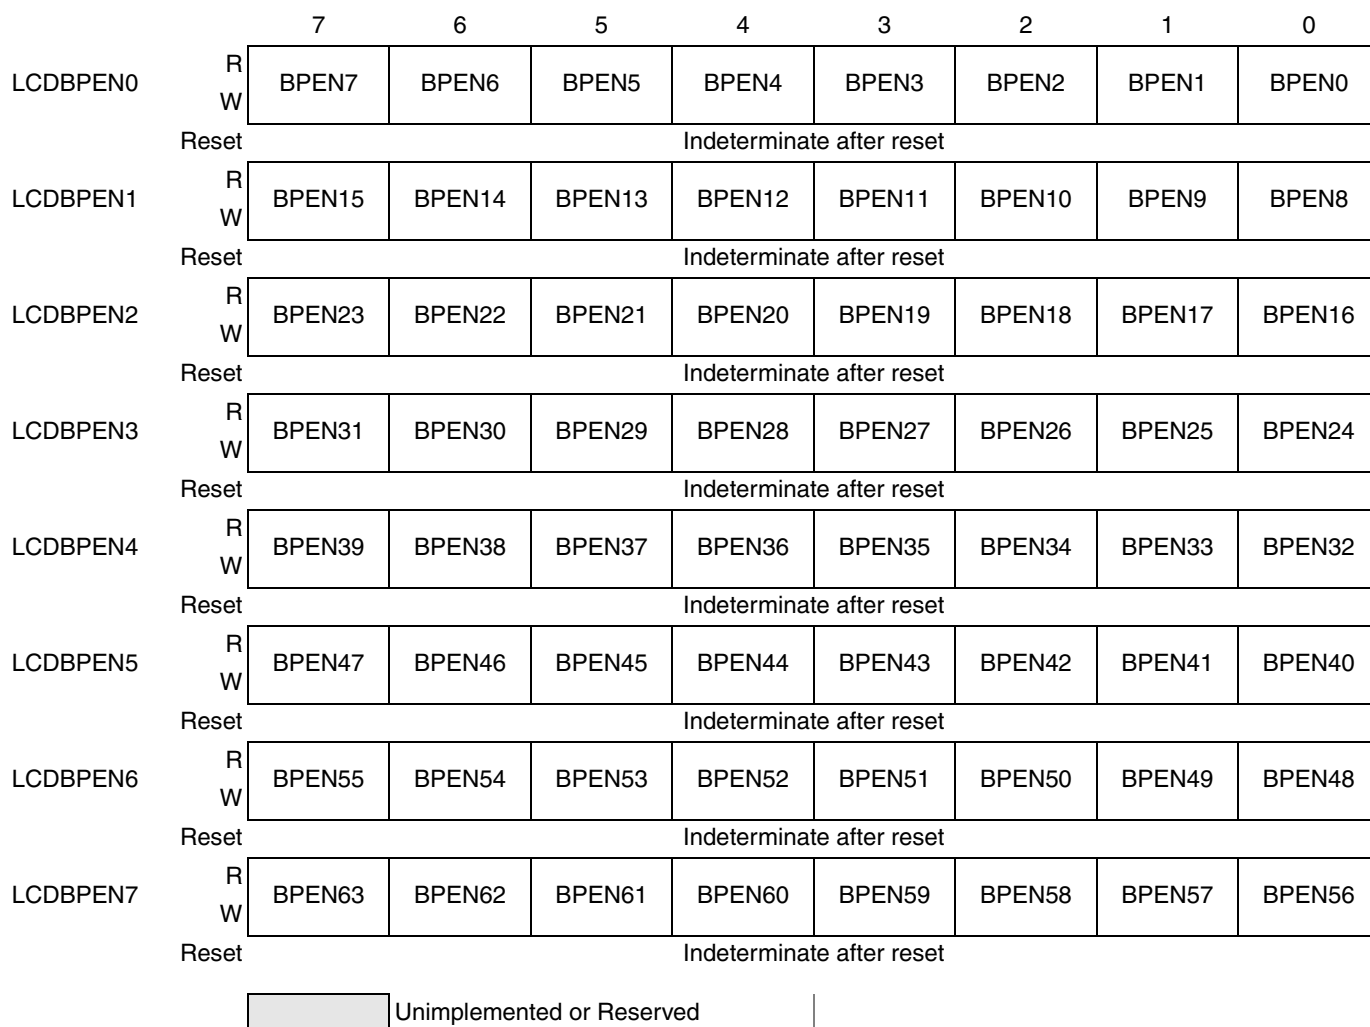 7 6 5 4 3 2 1 0
R
LCDBPEN0 BPEN7 BPEN6 BPEN5 BPEN4 BPEN3 BPEN2 BPEN1 BPEN0
W
Reset Indeterminate after reset
R
LCDBPEN1 BPEN15 BPEN14 BPEN13 BPEN12 BPEN11 BPEN10 BPEN9 BPEN8
W
Reset Indeterminate after reset
R
LCDBPEN2 BPEN23 BPEN22 BPEN21 BPEN20 BPEN19 BPEN18 BPEN17 BPEN16
W
Reset Indeterminate after reset
R
LCDBPEN3 BPEN31 BPEN30 BPEN29 BPEN28 BPEN27 BPEN26 BPEN25 BPEN24
W
Reset Indeterminate after reset
R
LCDBPEN4 BPEN39 BPEN38 BPEN37 BPEN36 BPEN35 BPEN34 BPEN33 BPEN32
W
Reset Indeterminate after reset
R
LCDBPEN5 BPEN47 BPEN46 BPEN45 BPEN44 BPEN43 BPEN42 BPEN41 BPEN40
W
Reset Indeterminate after reset
R
LCDBPEN6 BPEN55 BPEN54 BPEN53 BPEN52 BPEN51 BPEN50 BPEN49 BPEN48
W
Reset Indeterminate after reset
R
LCDBPEN7 BPEN63 BPEN62 BPEN61 BPEN60 BPEN59 BPEN58 BPEN57 BPEN56
W
Reset Indeterminate after reset
Unimplemented or Reserved